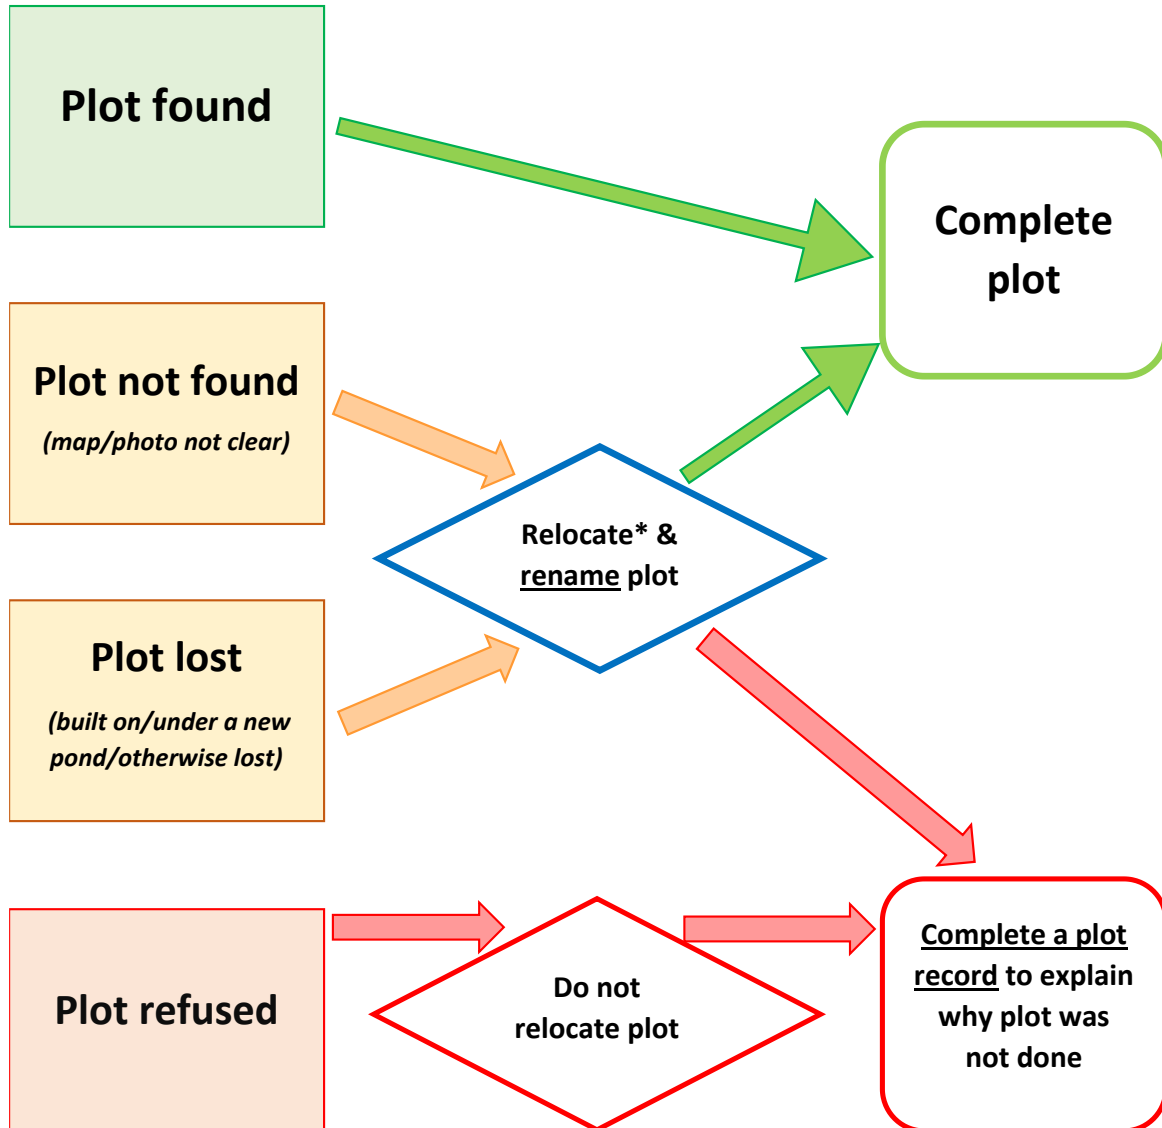 Plot found
Complete
plot
Plot not found
(map/photo not clear)
Relocate* &
rename plot
Plot lost
(built on/under a new
pond/otherwise lost)
Plot refused
Do not
relocate plot
Complete a plot
record to explain
why plot was
not done